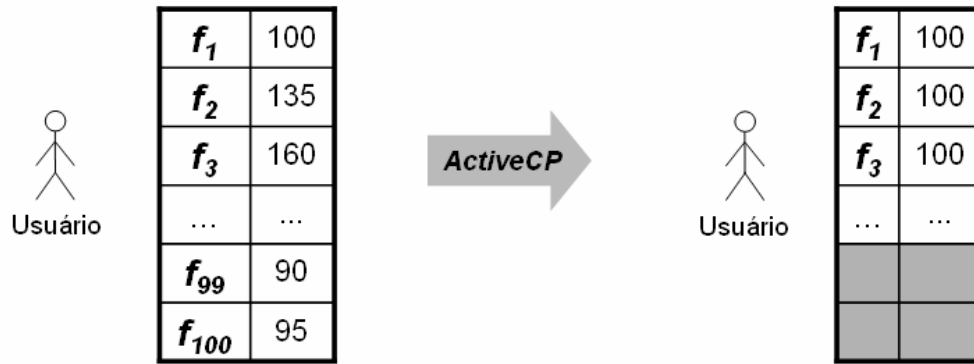 f1 100
f2 135
f3 160
... ...
f99 90
f100 95
Usuário
ActiveCP
f1 100
f2 100
f3 100
... ...
Usuário